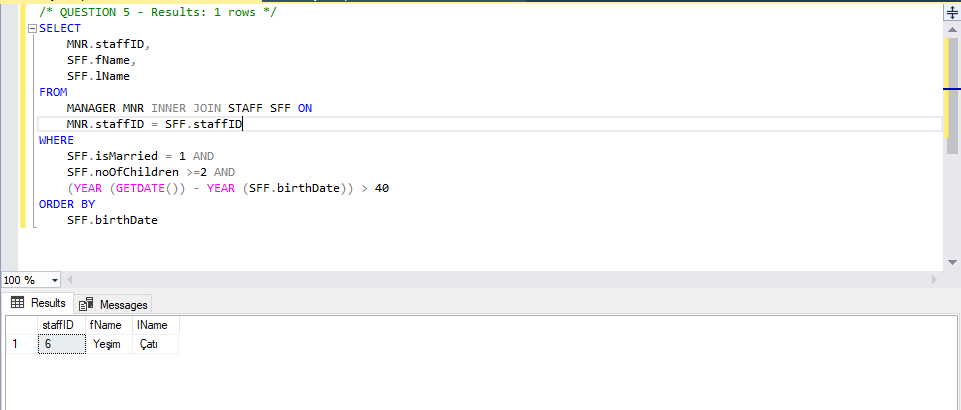 /* QUESTION 5 - Results: 1 rows */
SELECT
MNR.staffID,
SFF.fName,
SFF.lName
FROM
MANAGER MNR INNER JOIN STAFF SFF ON
MNR.staffID = SFF.staffID
WHERE
SFF.isMarried = 1 AND
SFF.noOfChildren >=2 AND
(YEAR (GETDATE()) - YEAR (SFF.birthDate)) > 40
ORDER BY
SFF.birthDate
100 %
Results Messages
staffID fName lName
1 6 Yeşim Çatı